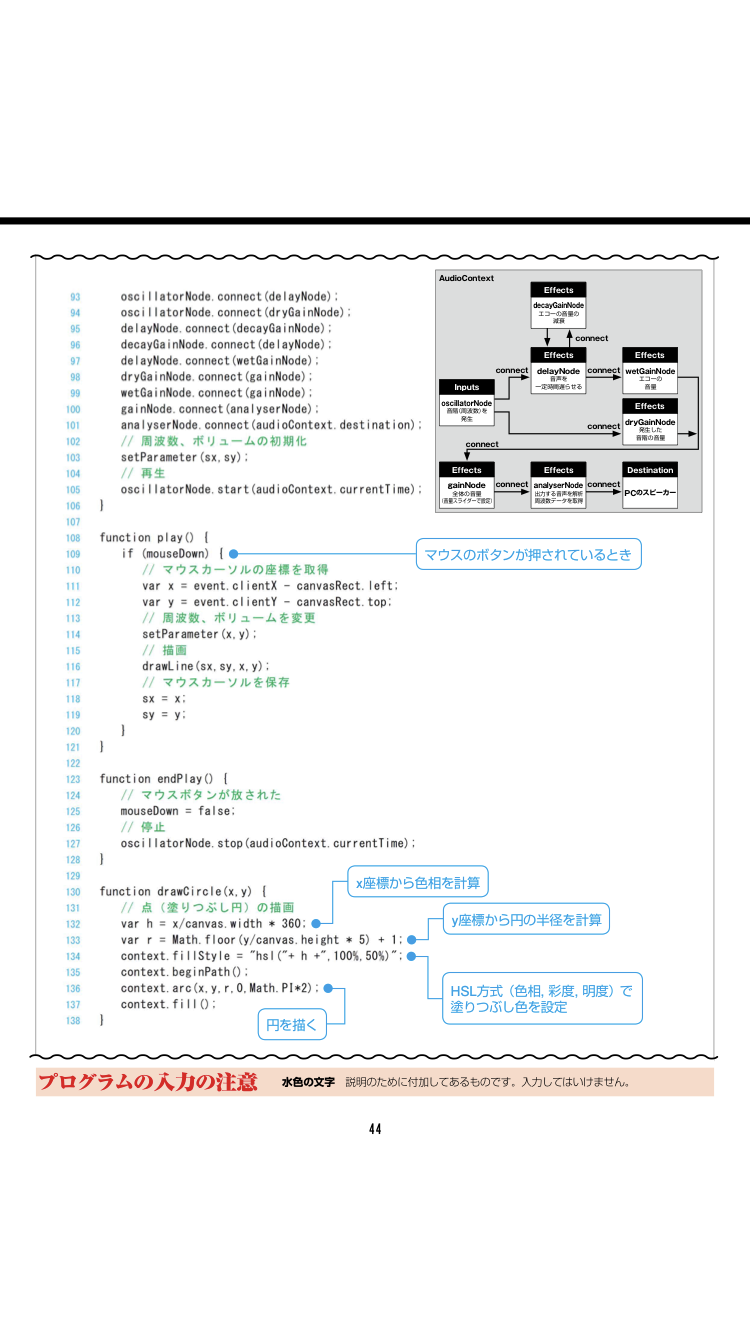 93 oscillatorNode.connect(delayNode);
94 oscillatorNode.connect(dryGainNode);
95 delayNode.connect(decayGainNode);
96 decayGainNode.connect(delayNode);
97 delayNode.connect(wetGainNode);
98 dryGainNode.connect(gainNode);
99 wetGainNode.connect(gainNode);
100 gainNode.connect(analyserNode);
101 analyserNode.connect(audioContext.destination);
102 // 周波数、ボリュームの初期化
103 setParameter(sx,sy);
104 // 再生
105 oscillatorNode.start(audioContext.currentTime);
106 }
107
108 function play() {
109 if (mouseDown) {
110 // マウスカーソルの座標を取得
111 var x = event.clientX - canvasRect.left;
112 var y = event.clientY - canvasRect.top;
113 // 周波数、ボリュームを変更
114 setParameter(x,y);
115 // 描画
116 drawLine(sx,sy,x,y);
117 // マウスカーソルを保存
118 sx = x;
119 sy = y;
120 }
121 }
122
123 function endPlay() {
124 // マウスボタンが放された
125 mouseDown = false;
126 // 停止
127 oscillatorNode.stop(audioContext.currentTime);
128 }
129
130 function drawCircle(x,y) {
131 // 点（塗りつぶし円）の描画
132 var h = x/canvas.width * 360;
133 var r = Math.floor(y/canvas.height * 5) + 1;
134 context.fillStyle = "hsl("+ h +",100%,50%)";
135 context.beginPath();
136 context.arc(x,y,r,0,Math.PI*2);
137 context.fill();
138 }
AudioContext
Effects
decayGainNode
エコーの音量の
減衰
connect
Effects
delayNode
音声を
一定時間遅らせる
connect
connect
Effects
wetGainNode
エコーの
音量
Inputs
oscillatorNode
音階(周波数)を
発生
connect
Effects
dryGainNode
発生した
音階の音量
connect
Effects
gainNode
全体の音量
(音量スライダーで設定)
connect
Effects
analyserNode
出力する音声を解析
周波数データを取得
connect
Destination
PCのスピーカー
マウスのボタンが押されているとき
x座標から色相を計算
y座標から円の半径を計算
HSL方式（色相, 彩度, 明度）で
塗りつぶし色を設定
円を描く
プログラムの入力の注意 水色の文字 説明のために付加してあるものです。入力してはいけません。
44